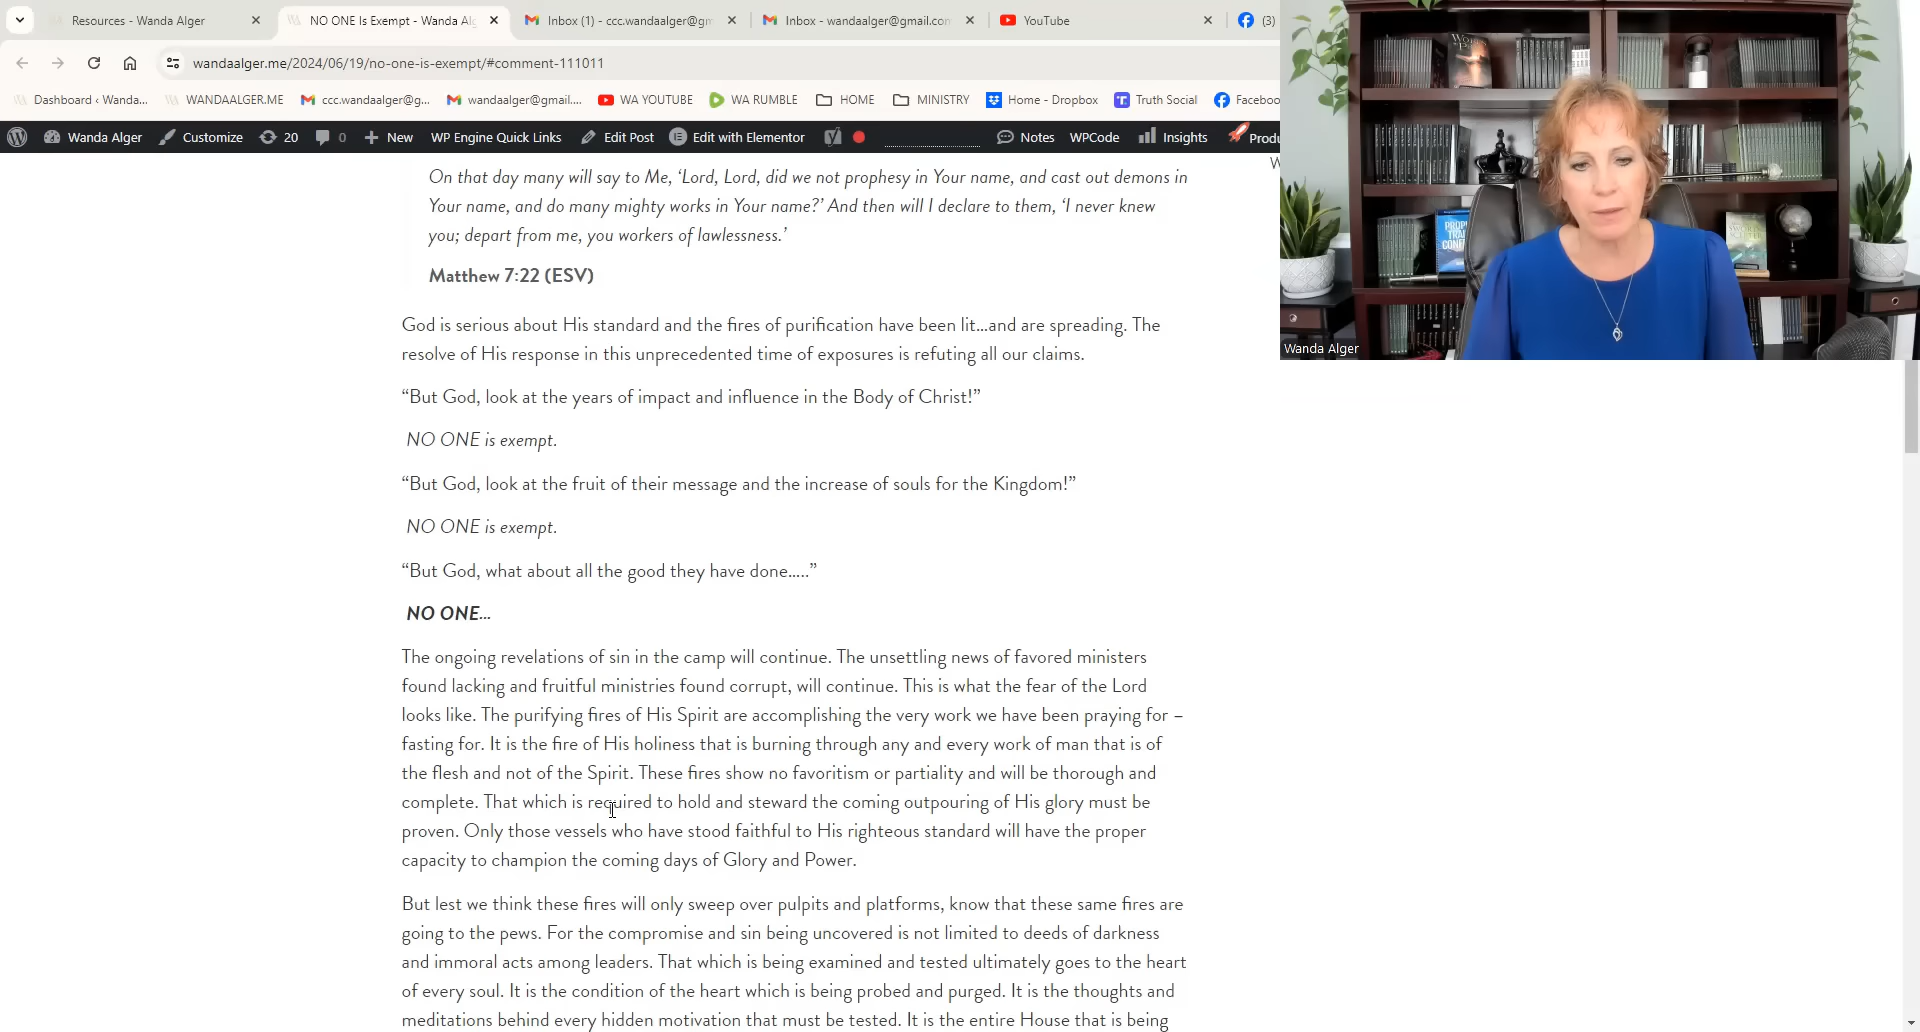 Resources - Wanda Alger
NO ONE Is Exempt - Wanda Al
Inbox (1) - ccc.wandaalger@gm
Inbox - wandaalger@gmail.com
YouTube
(3)
wandaalger.me/2024/06/19/no-one-is-exempt/#comment-111011
Dashboard ‹ Wanda...
WANDAALGER.ME
ccc.wandaalger@g...
wandaalger@gmail....
WA YOUTUBE
WA RUMBLE
HOME
MINISTRY
Home - Dropbox
Truth Social
Faceboo
Wanda Alger
Customize
20
0
New
WP Engine Quick Links
Edit Post
Edit with Elementor
Notes
WPCode
Insights
Produ
W
On that day many will say to Me, ‘Lord, Lord, did we not prophesy in Your name, and cast out demons in
Your name, and do many mighty works in Your name?’ And then will I declare to them, ‘I never knew
you; depart from me, you workers of lawlessness.’
Matthew 7:22 (ESV)
God is serious about His standard and the fires of purification have been lit…and are spreading. The
resolve of His response in this unprecedented time of exposures is refuting all our claims.
“But God, look at the years of impact and influence in the Body of Christ!”
NO ONE is exempt.
“But God, look at the fruit of their message and the increase of souls for the Kingdom!”
NO ONE is exempt.
“But God, what about all the good they have done…..”
NO ONE…
The ongoing revelations of sin in the camp will continue. The unsettling news of favored ministers
found lacking and fruitful ministries found corrupt, will continue. This is what the fear of the Lord
looks like. The purifying fires of His Spirit are accomplishing the very work we have been praying for –
fasting for. It is the fire of His holiness that is burning through any and every work of man that is of
the flesh and not of the Spirit. These fires show no favoritism or partiality and will be thorough and
complete. That which is required to hold and steward the coming outpouring of His glory must be
proven. Only those vessels who have stood faithful to His righteous standard will have the proper
capacity to champion the coming days of Glory and Power.
But lest we think these fires will only sweep over pulpits and platforms, know that these same fires are
going to the pews. For the compromise and sin being uncovered is not limited to deeds of darkness
and immoral acts among leaders. That which is being examined and tested ultimately goes to the heart
of every soul. It is the condition of the heart which is being probed and purged. It is the thoughts and
meditations behind every hidden motivation that must be tested. It is the entire House that is being
Wanda Alger